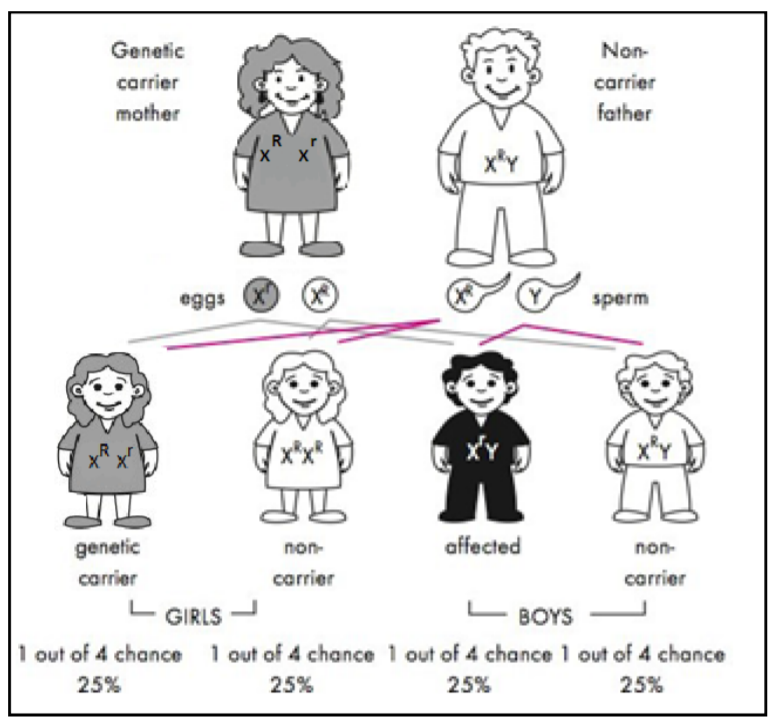 Genetic
carrier
mother
Non-
carrier
father
X^R X^r
X^R Y
eggs X^r X^R X^R Y sperm
X^R X^r
X^R X^R
X^r Y
X^R Y
genetic
carrier
non-
carrier
affected
non-
carrier
GIRLS
BOYS
1 out of 4 chance 1 out of 4 chance 1 out of 4 chance 1 out of 4 chance
25% 25% 25% 25%